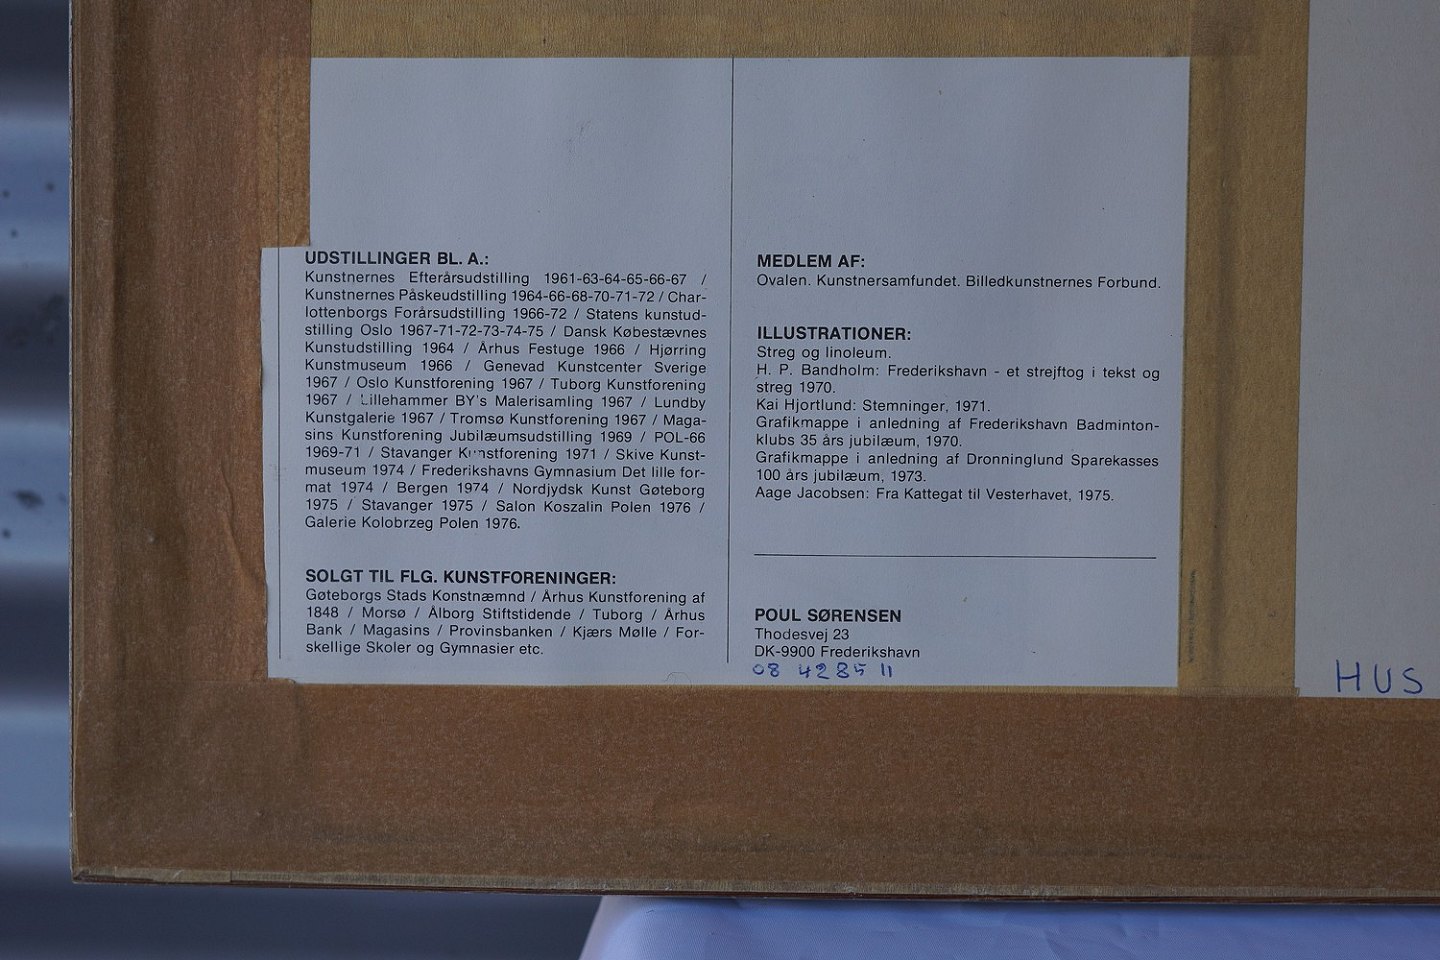 UDSTILLINGER BL. A.:
Kunstnernes Efterårsudstilling 1961-63-64-65-66-67 /
Kunstnernes Påskeudstilling 1964-66-68-70-71-72 / Char-
lottenborgs Forårsudstilling 1966-72 / Statens kunstud-
stilling Oslo 1967-71-72-73-74-75 / Dansk Købestævnes
Kunstudstilling 1964 / Århus Festuge 1966 / Hjørring
Kunstmuseum 1966 / Genevad Kunstcenter Sverige
1967 / Oslo Kunstforening 1967 / Tuborg Kunstforening
1967 / Lillehammer BY's Malerisamling 1967 / Lundby
Kunstgalerie 1967 / Tromsø Kunstforening 1967 / Maga-
sins Kunstforening Jubilæumsudstilling 1969 / POL-66
1969-71 / Stavanger Kunstforening 1971 / Skive Kunst-
museum 1974 / Frederikshavns Gymnasium Det lille for-
mat 1974 / Bergen 1974 / Nordjydsk Kunst Gøteborg
1975 / Stavanger 1975 / Salon Koszalin Polen 1976 /
Galerie Kolobrzeg Polen 1976.
SOLGT TIL FLG. KUNSTFORENINGER:
Gøteborgs Stads Konstnæmnd / Århus Kunstforening af
1848 / Morsø / Ålborg Stiftstidende / Tuborg / Århus
Bank / Magasins / Provinsbanken / Kjærs Mølle / For-
skellige Skoler og Gymnasier etc.
MEDLEM AF:
Ovalen. Kunstnersamfundet. Billedkunstnernes Forbund.
ILLUSTRATIONER:
Streg og linoleum.
H. P. Bandholm: Frederikshavn - et strejftog i tekst og
streg 1970.
Kai Hjortlund: Stemninger, 1971.
Grafikmappe i anledning af Frederikshavn Badminton-
klubs 35 års jubilæum, 1970.
Grafikmappe i anledning af Dronninglund Sparekasses
100 års jubilæum, 1973.
Aage Jacobsen: Fra Kattegat til Vesterhavet, 1975.
POUL SØRENSEN
Thodesvej 23
DK-9900 Frederikshavn
08 42 85 11
HUS